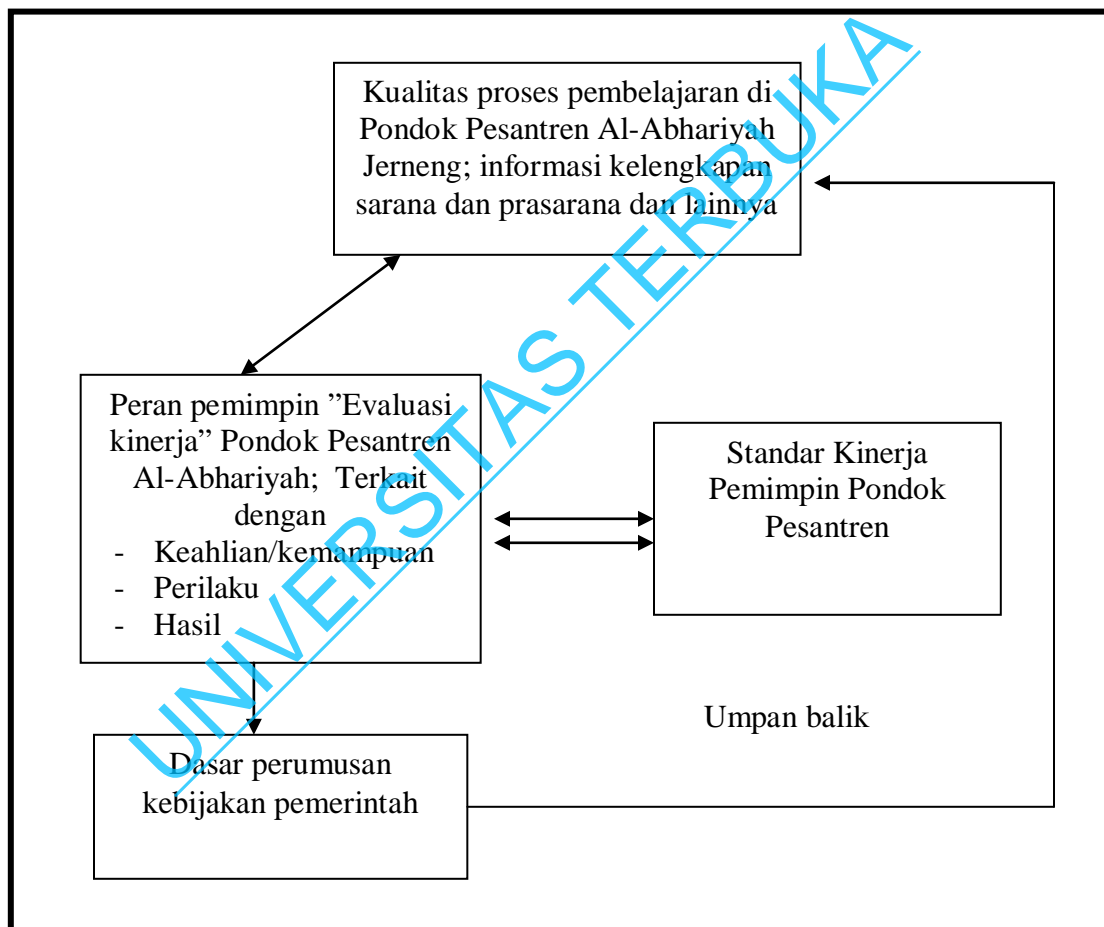 Kualitas proses pembelajaran di
Pondok Pesantren Al-Abhariyah
Jerneng; informasi kelengkapan
sarana dan prasarana dan lainnya
Peran pemimpin ”Evaluasi
kinerja” Pondok Pesantren
Al-Abhariyah;  Terkait
dengan
- Keahlian/kemampuan
- Perilaku
- Hasil
Standar Kinerja
Pemimpin Pondok
Pesantren
Umpan balik
Dasar perumusan
kebijakan pemerintah
UNIVERSITAS TERBUKA